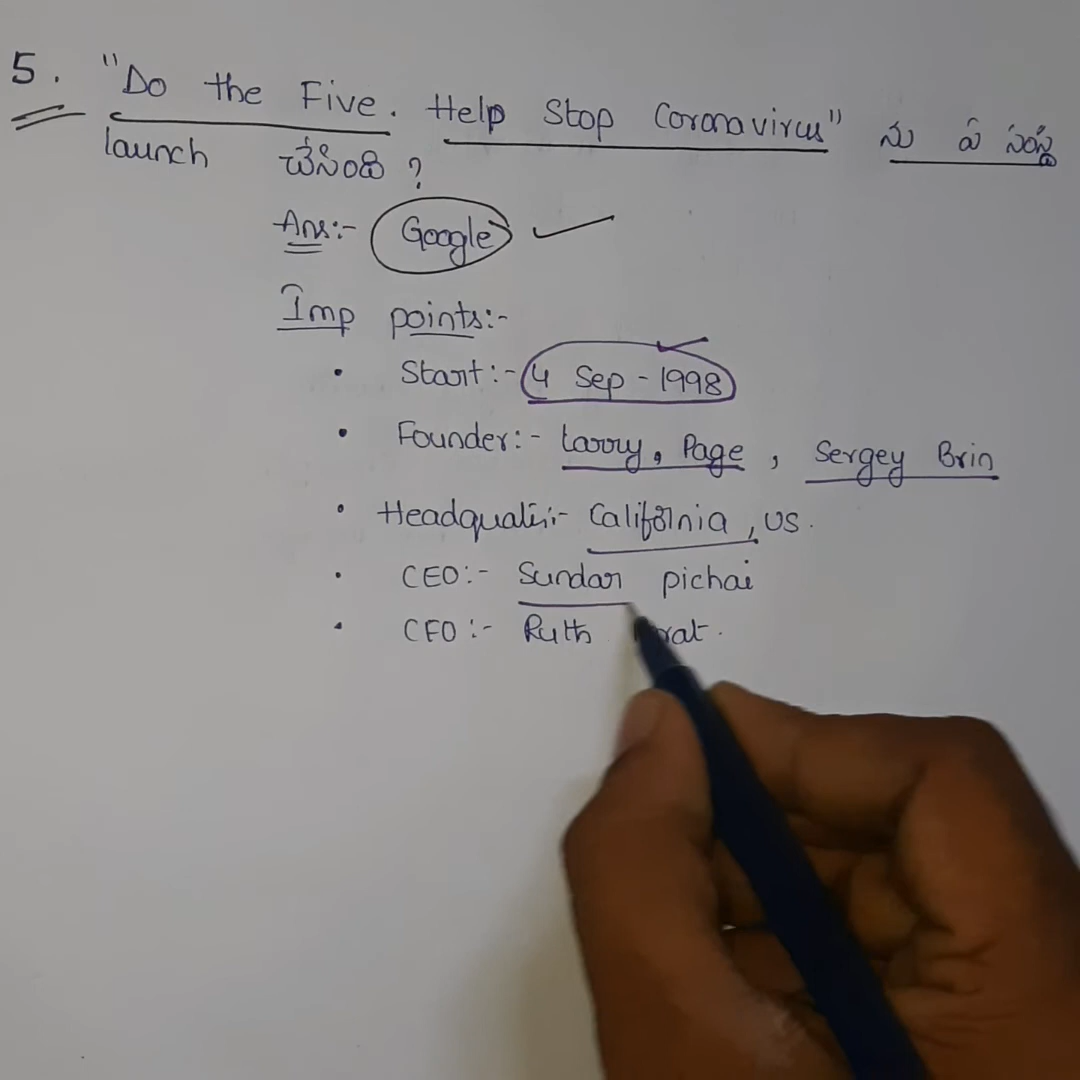 5. "Do the Five. Help Stop Coronavirus" ను ఏ సంస్థ
launch చేసింది ?
Ans:- Google
Imp points:-
• Start:- 4 Sep - 1998
• Founder:- Larry, Page , Sergey Brin
• California, US.
• CEO:- Sundar pichai
• CFO:- Ruth